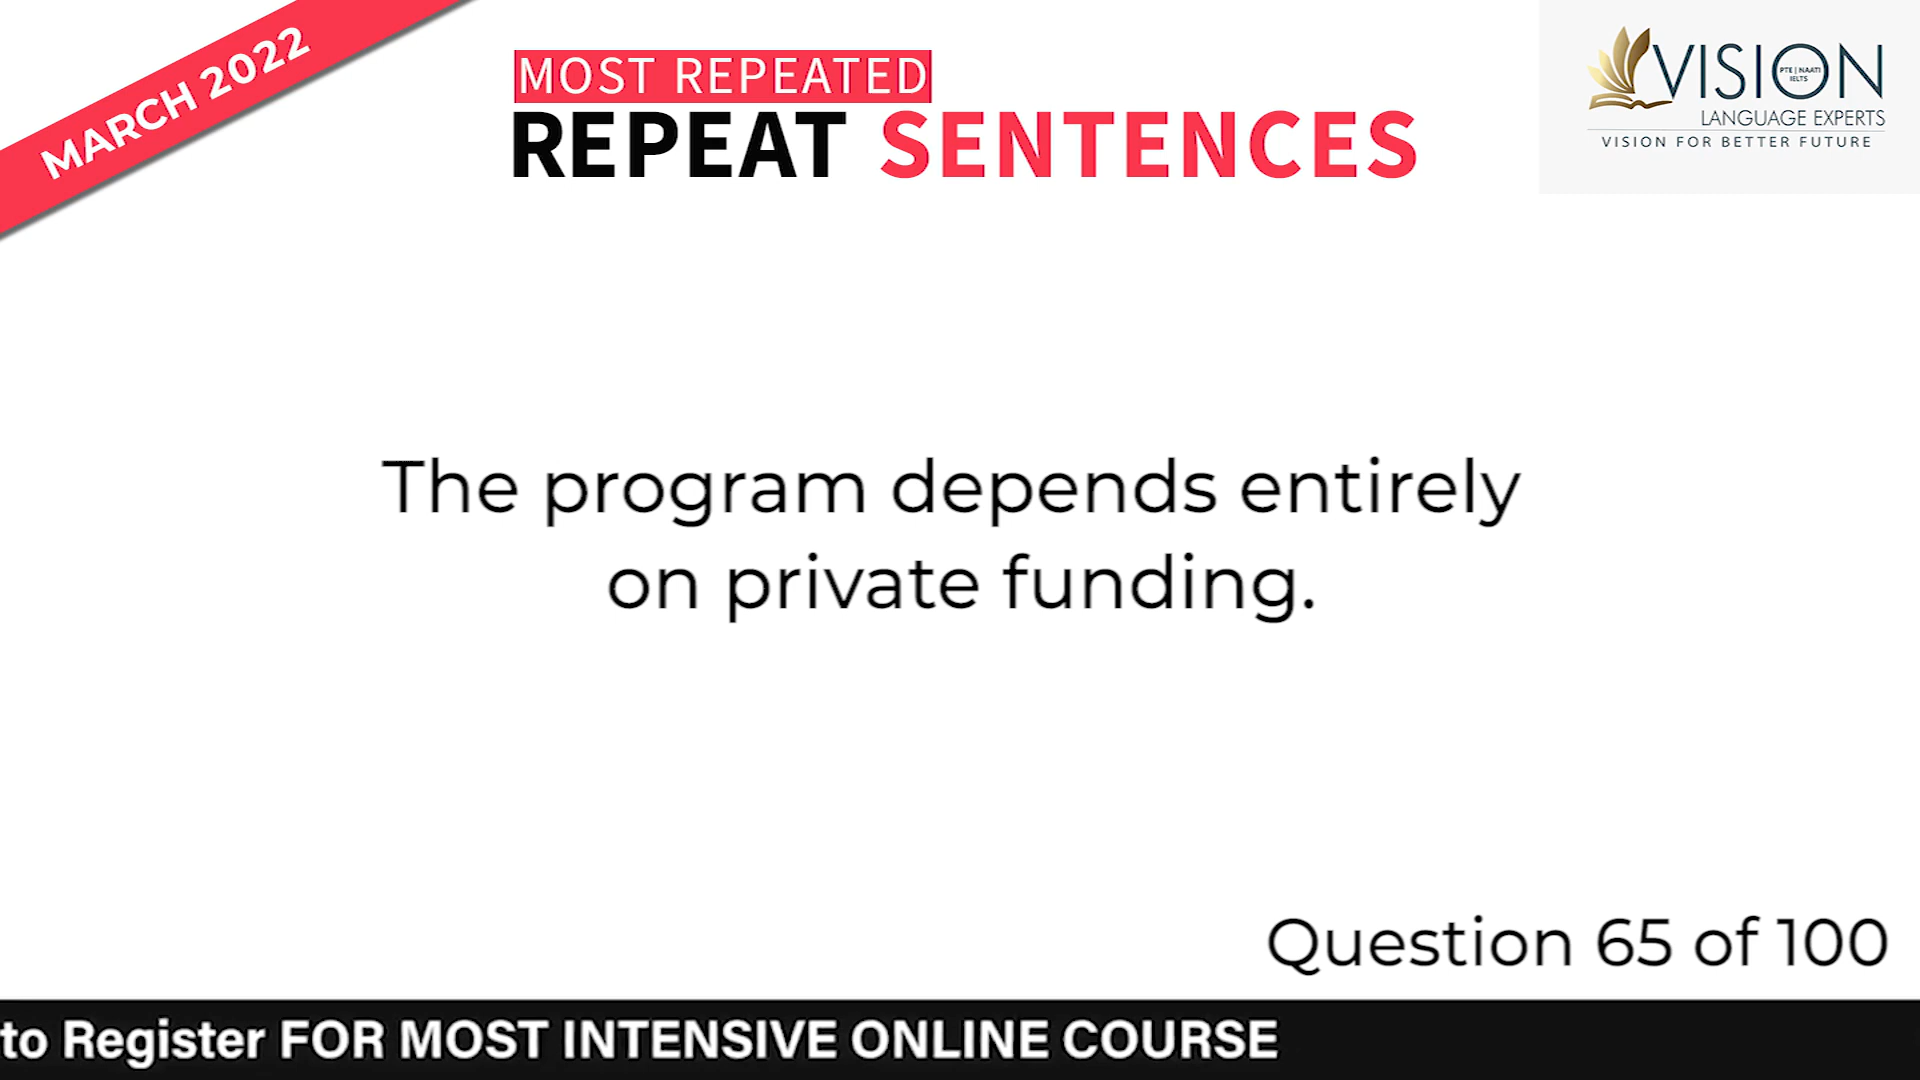 MARCH 2022
MOST REPEATED
REPEAT SENTENCES
VISION
PTE | NAATI
IELTS
LANGUAGE EXPERTS
VISION FOR BETTER FUTURE
The program depends entirely
on private funding.
Question 65 of 100
to Register FOR MOST INTENSIVE ONLINE COURSE